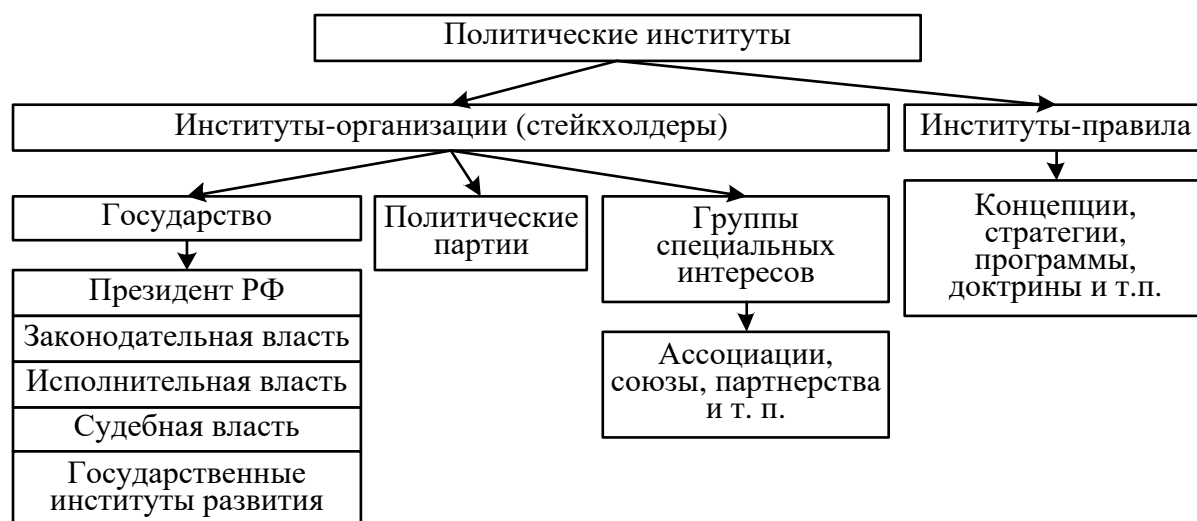 Политические институты
Институты-организации (стейкхолдеры)
Институты-правила
Государство
Политические
партии
Группы
специальных
интересов
Концепции,
стратегии,
программы,
доктрины и т.п.
Президент РФ
Законодательная власть
Исполнительная власть
Судебная власть
Государственные
институты развития
Ассоциации,
союзы, партнерства
и т. п.